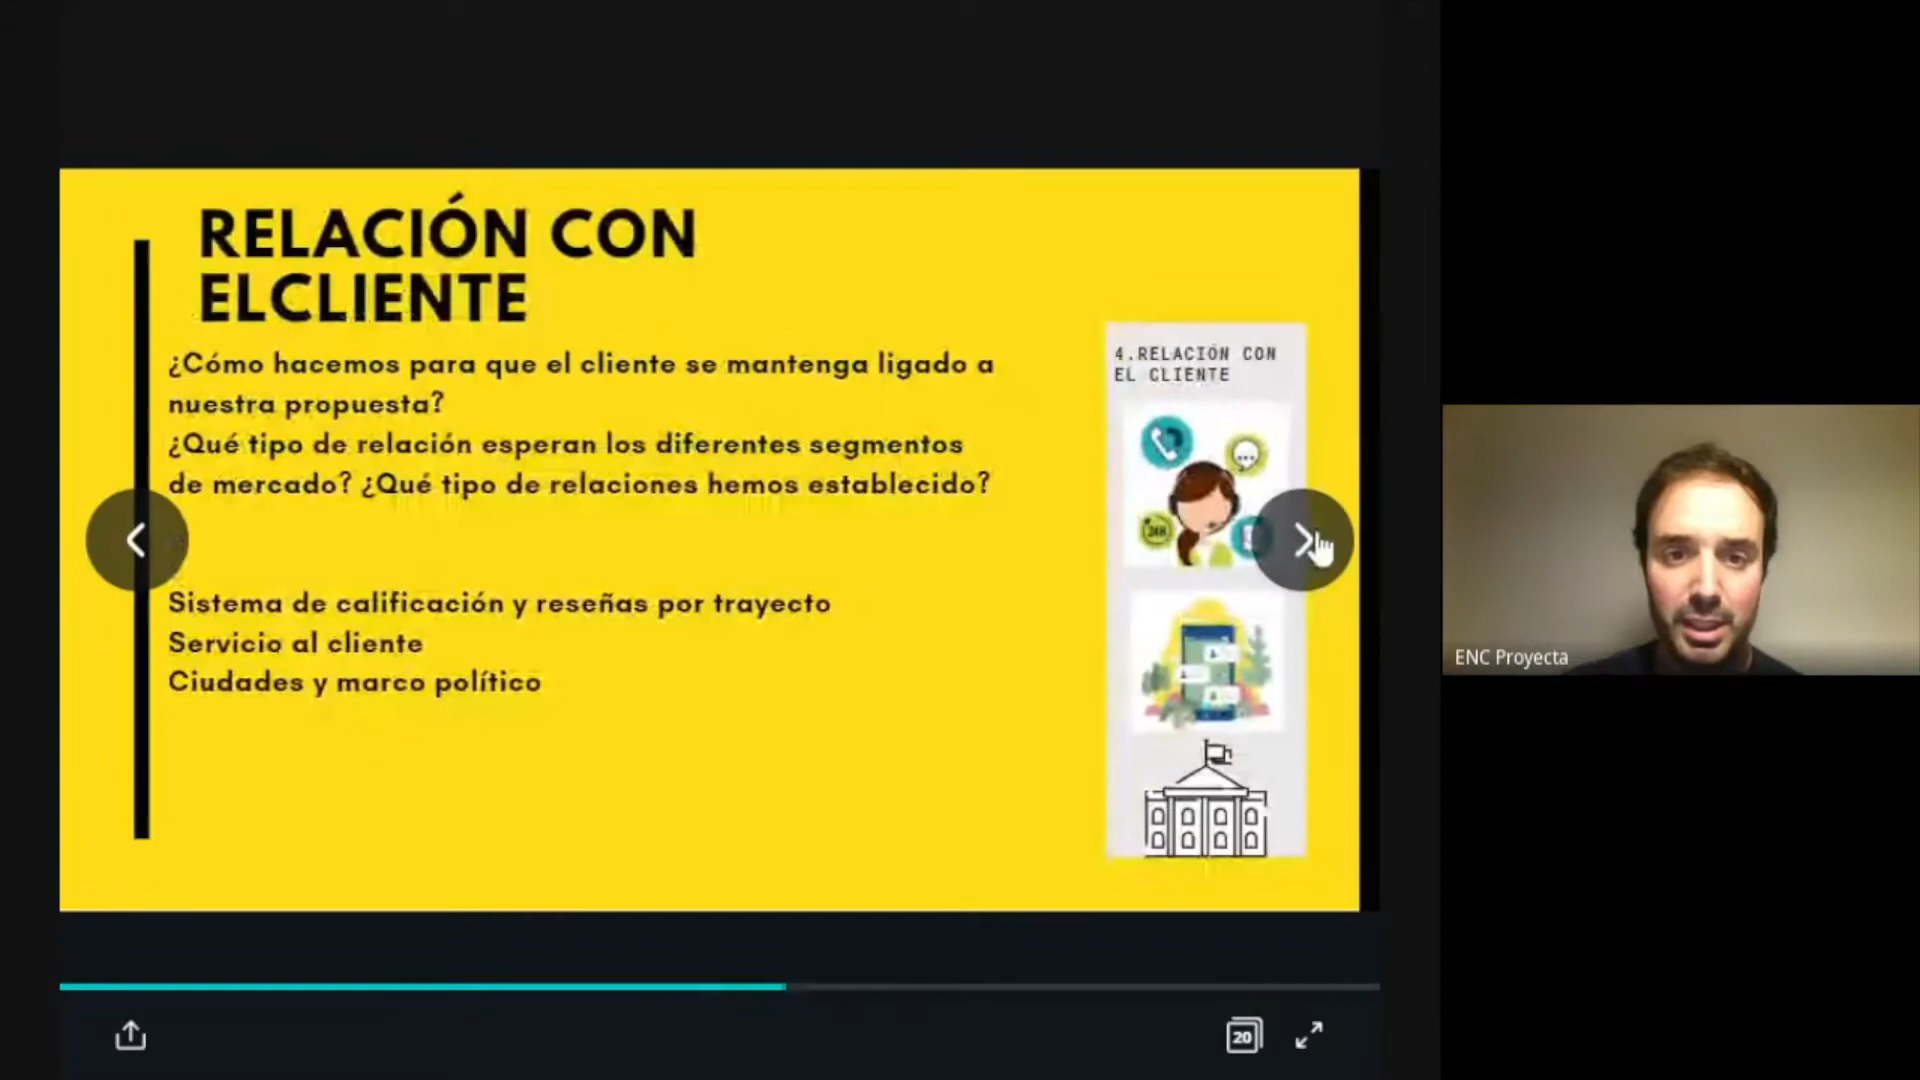 RELACIÓN CON
ELCLIENTE
¿Cómo hacemos para que el cliente se mantenga ligado a
nuestra propuesta?
¿Qué tipo de relación esperan los diferentes segmentos
de mercado? ¿Qué tipo de relaciones hemos establecido?
Sistema de calificación y reseñas por trayecto
Servicio al cliente
Ciudades y marco político
4.RELACIÓN CON
EL CLIENTE
24H
ENC Proyecta
20